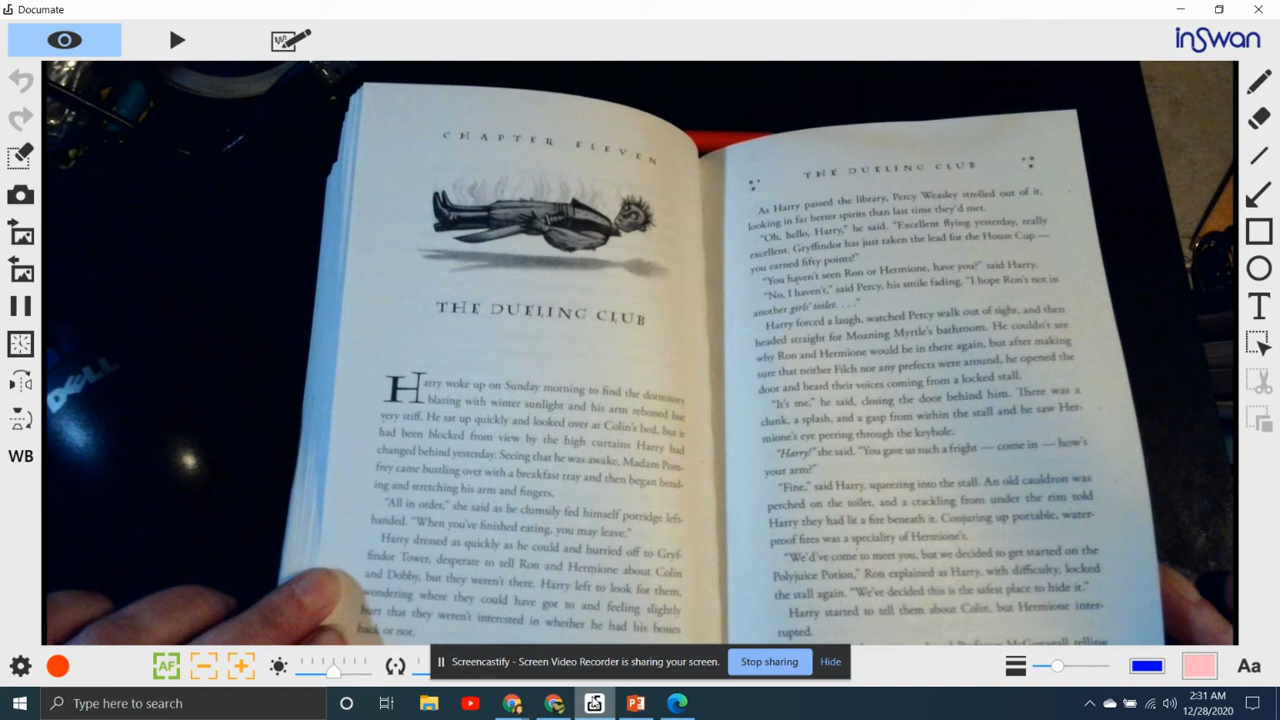 Documate
inSwan
CHAPTER ELEVEN
THE DUELING CLUB
Harry woke up on Sunday morning to find the dormitory
blazing with winter sunlight and his arm reboned but
very stiff. He sat up quickly and looked over at Colin's bed, but it
had been blocked from view by the high curtains Harry had
changed behind yesterday. Seeing that he was awake, Madam Pom-
frey came bustling over with a breakfast tray and then began bend-
ing and stretching his arm and fingers.
"All in order," she said as he clumsily fed himself porridge left-
handed. "When you've finished eating, you may leave."
Harry dressed as quickly as he could and hurried off to Gryf-
findor Tower, desperate to tell Ron and Hermione about Colin
and Dobby, but they weren't there. Harry left to look for them,
wondering where they could have got to and feeling slightly
hurt that they weren't interested in whether he had his bones
back or not.
THE DUELING CLUB
As Harry passed the library, Percy Weasley strolled out of it,
looking in far better spirits than last time they'd met.
"Oh, hello, Harry," he said. "Excellent flying yesterday, really
excellent. Gryffindor has just taken the lead for the House Cup —
you earned fifty points!"
"You haven't seen Ron or Hermione, have you?" said Harry.
"No, I haven't," said Percy, his smile fading. "I hope Ron's not in
another girls' toilet. . . ."
Harry forced a laugh, watched Percy walk out of sight, and then
headed straight for Moaning Myrtle's bathroom. He couldn't see
why Ron and Hermione would be in there again, but after making
sure that neither Filch nor any prefects were around, he opened the
door and heard their voices coming from a locked stall.
"It's me," he said, closing the door behind him. There was a
clunk, a splash, and a gasp from within the stall and he saw Her-
mione's eye peering through the keyhole.
"Harry!" she said. "You gave us such a fright — come in — how's
your arm?"
"Fine," said Harry, squeezing into the stall. An old cauldron was
perched on the toilet, and a crackling from under the rim told
Harry they had lit a fire beneath it. Conjuring up portable, water-
proof fires was a speciality of Hermione's.
"We'd've come to meet you, but we decided to get started on the
Polyjuice Potion," Ron explained as Harry, with difficulty, locked
the stall again. "We've decided this is the safest place to hide it."
Harry started to tell them about Colin, but Hermione inter-
rupted.
McGonagall telling
DELL
WB
T
AF
Screencastify - Screen Video Recorder is sharing your screen.
Stop sharing
Hide
Aa
Type here to search
2:31 AM
12/28/2020